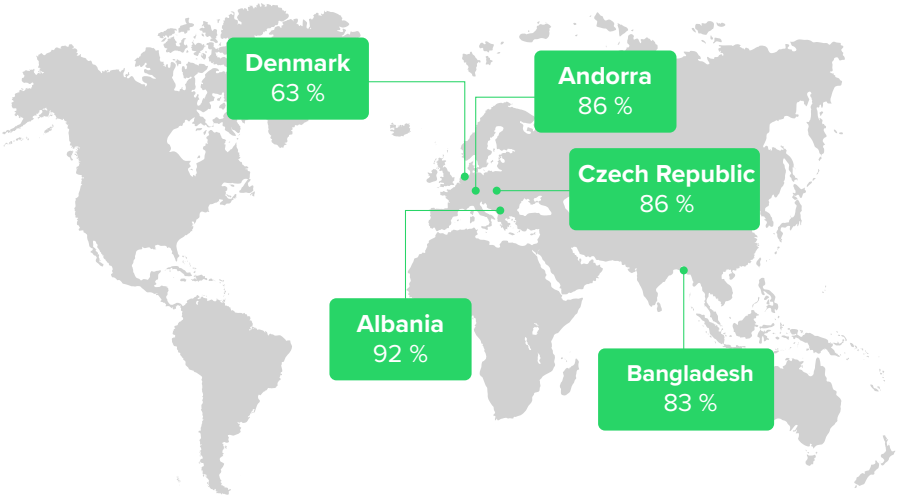 Denmark
63 %
Andorra
86 %
Czech Republic
86 %
Albania
92 %
Bangladesh
83 %